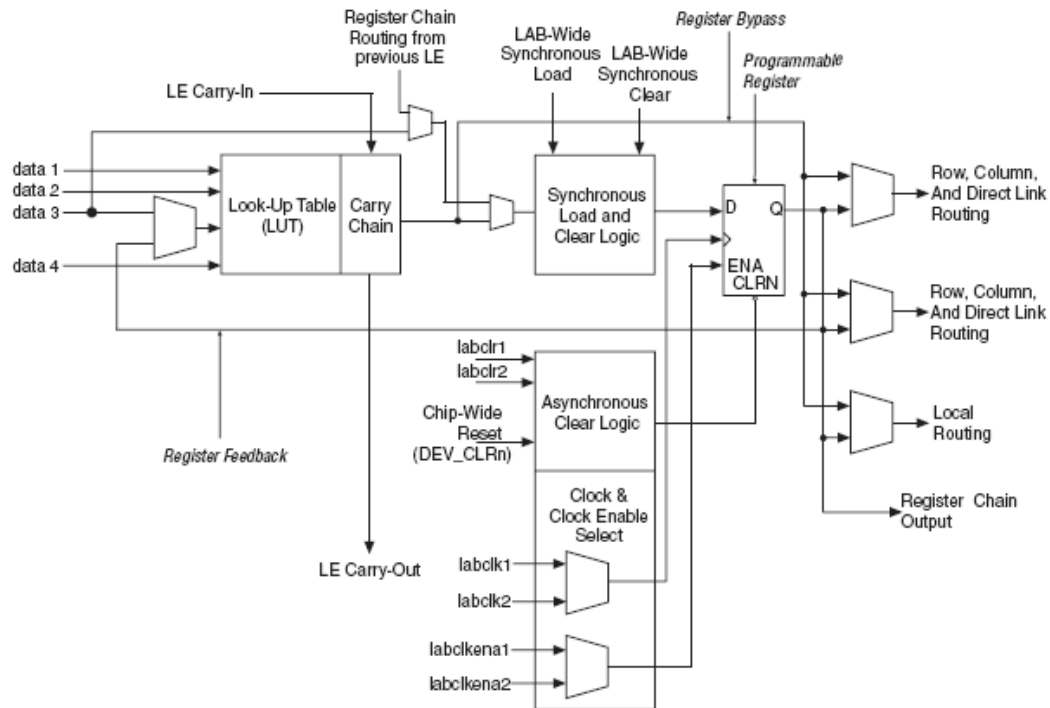 Register Chain
Routing from
previous LE
LAB-Wide
Synchronous
Load
LAB-Wide
Synchronous
Clear
Register Bypass
Programmable
Register
LE Carry-In
data 1
data 2
data 3
data 4
Look-Up Table
(LUT)
Carry
Chain
Synchronous
Load and
Clear Logic
D
Q
ENA
CLRN
Row, Column,
And Direct Link
Routing
Row, Column,
And Direct Link
Routing
Local
Routing
Register Chain
Output
Register Feedback
labclr1
labclr2
Chip-Wide
Reset
(DEV_CLRn)
Asynchronous
Clear Logic
Clock &
Clock Enable
Select
LE Carry-Out
labclk1
labclk2
labclkena1
labclkena2